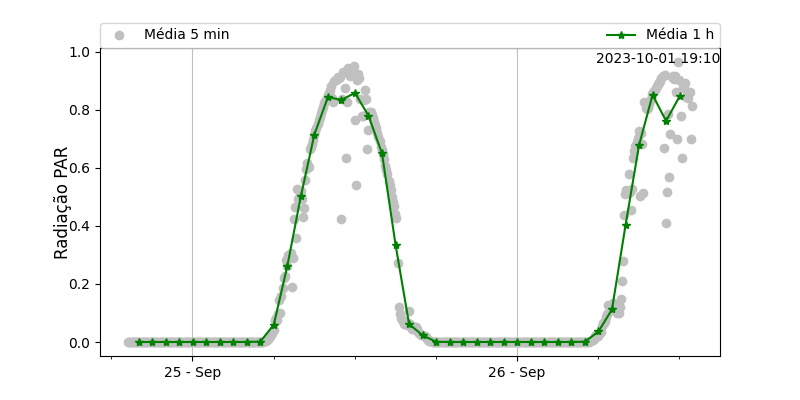 Média 5 min
Média 1 h
2023-10-01 19:10
1.0
0.8
0.6
0.4
0.2
0.0
Radiação PAR
25 - Sep
26 - Sep